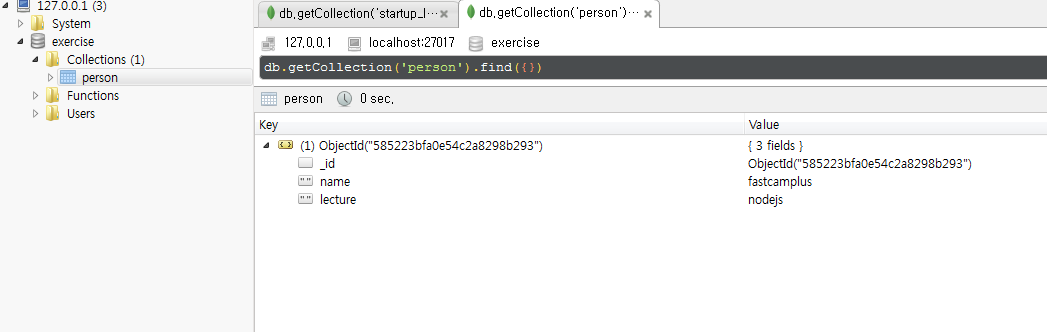 127.0.0.1 (3)
System
exercise
Collections (1)
person
Functions
Users
db.getCollection('startup_l...
db.getCollection('person')...
127.0.0.1 localhost:27017 exercise
db.getCollection('person').find({})
person 0 sec.
Key Value
(1) ObjectId("585223bfa0e54c2a8298b293") { 3 fields }
_id ObjectId("585223bfa0e54c2a8298b293")
name fastcamplus
lecture nodejs